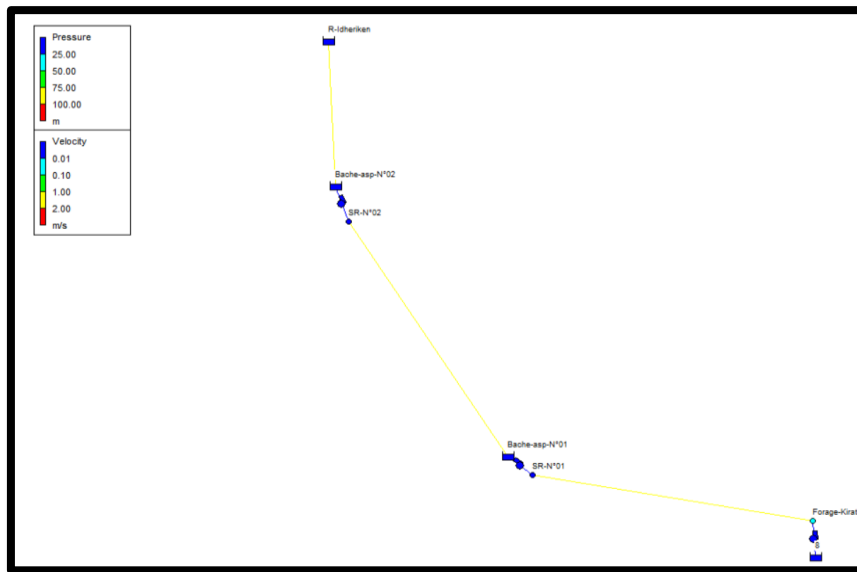 Pressure
25.00
50.00
75.00
100.00
m
Velocity
0.01
0.10
1.00
2.00
m/s
R-Idheriken
Bache-asp-N°02
SR-N°02
Bache-asp-N°01
SR-N°01
Forage-Kirat
8